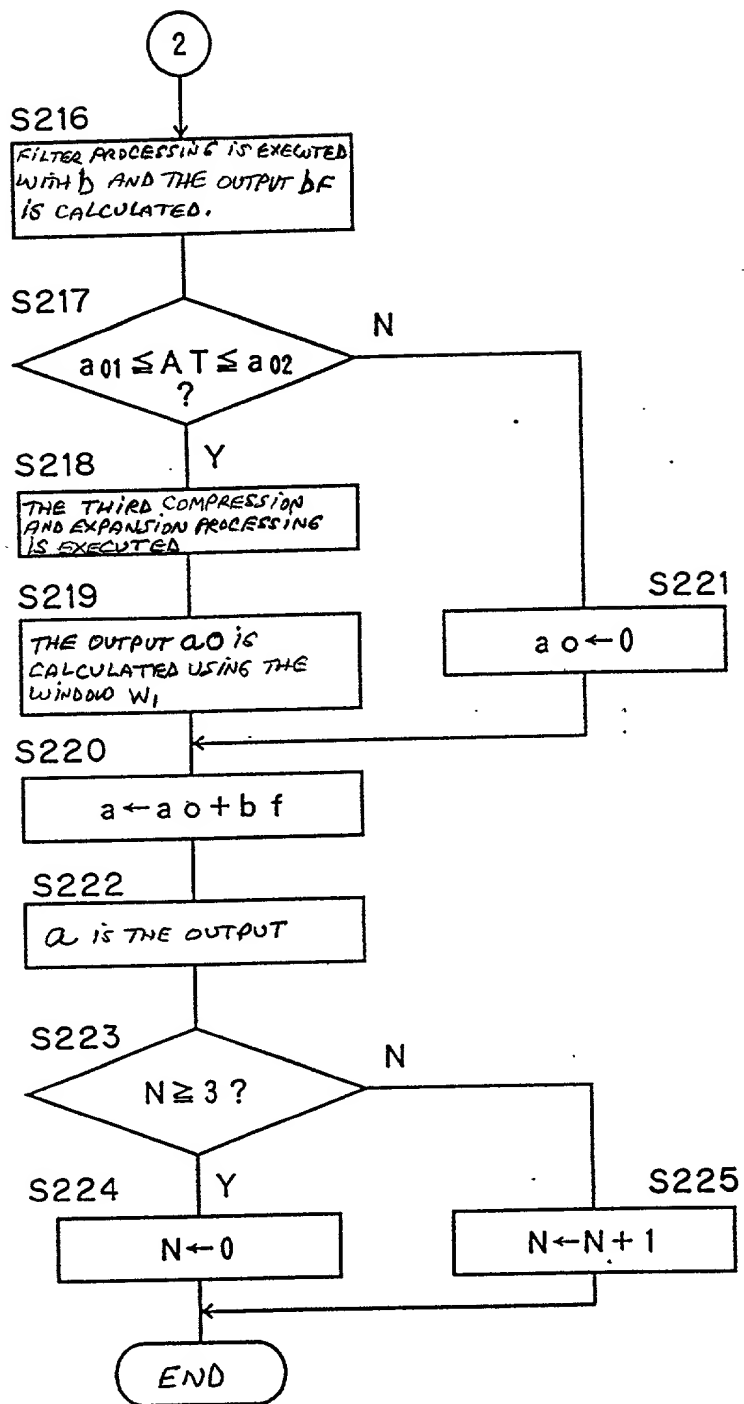 2
S216
FILTER PROCESSING IS EXECUTED
WITH b AND THE OUTPUT bF
IS CALCULATED.
S217
N
a01 ≦ AT ≦ a02
?
Y
S218
THE THIRD COMPRESSION
AND EXPANSION PROCESSING
IS EXECUTED
S219
THE OUTPUT aO IS
CALCULATED USING THE
WINDOW W1
S221
a o ← 0
S220
a ← a o + b f
S222
a IS THE OUTPUT
S223
N
N ≧ 3 ?
S224
Y
N ← 0
S225
N ← N + 1
END